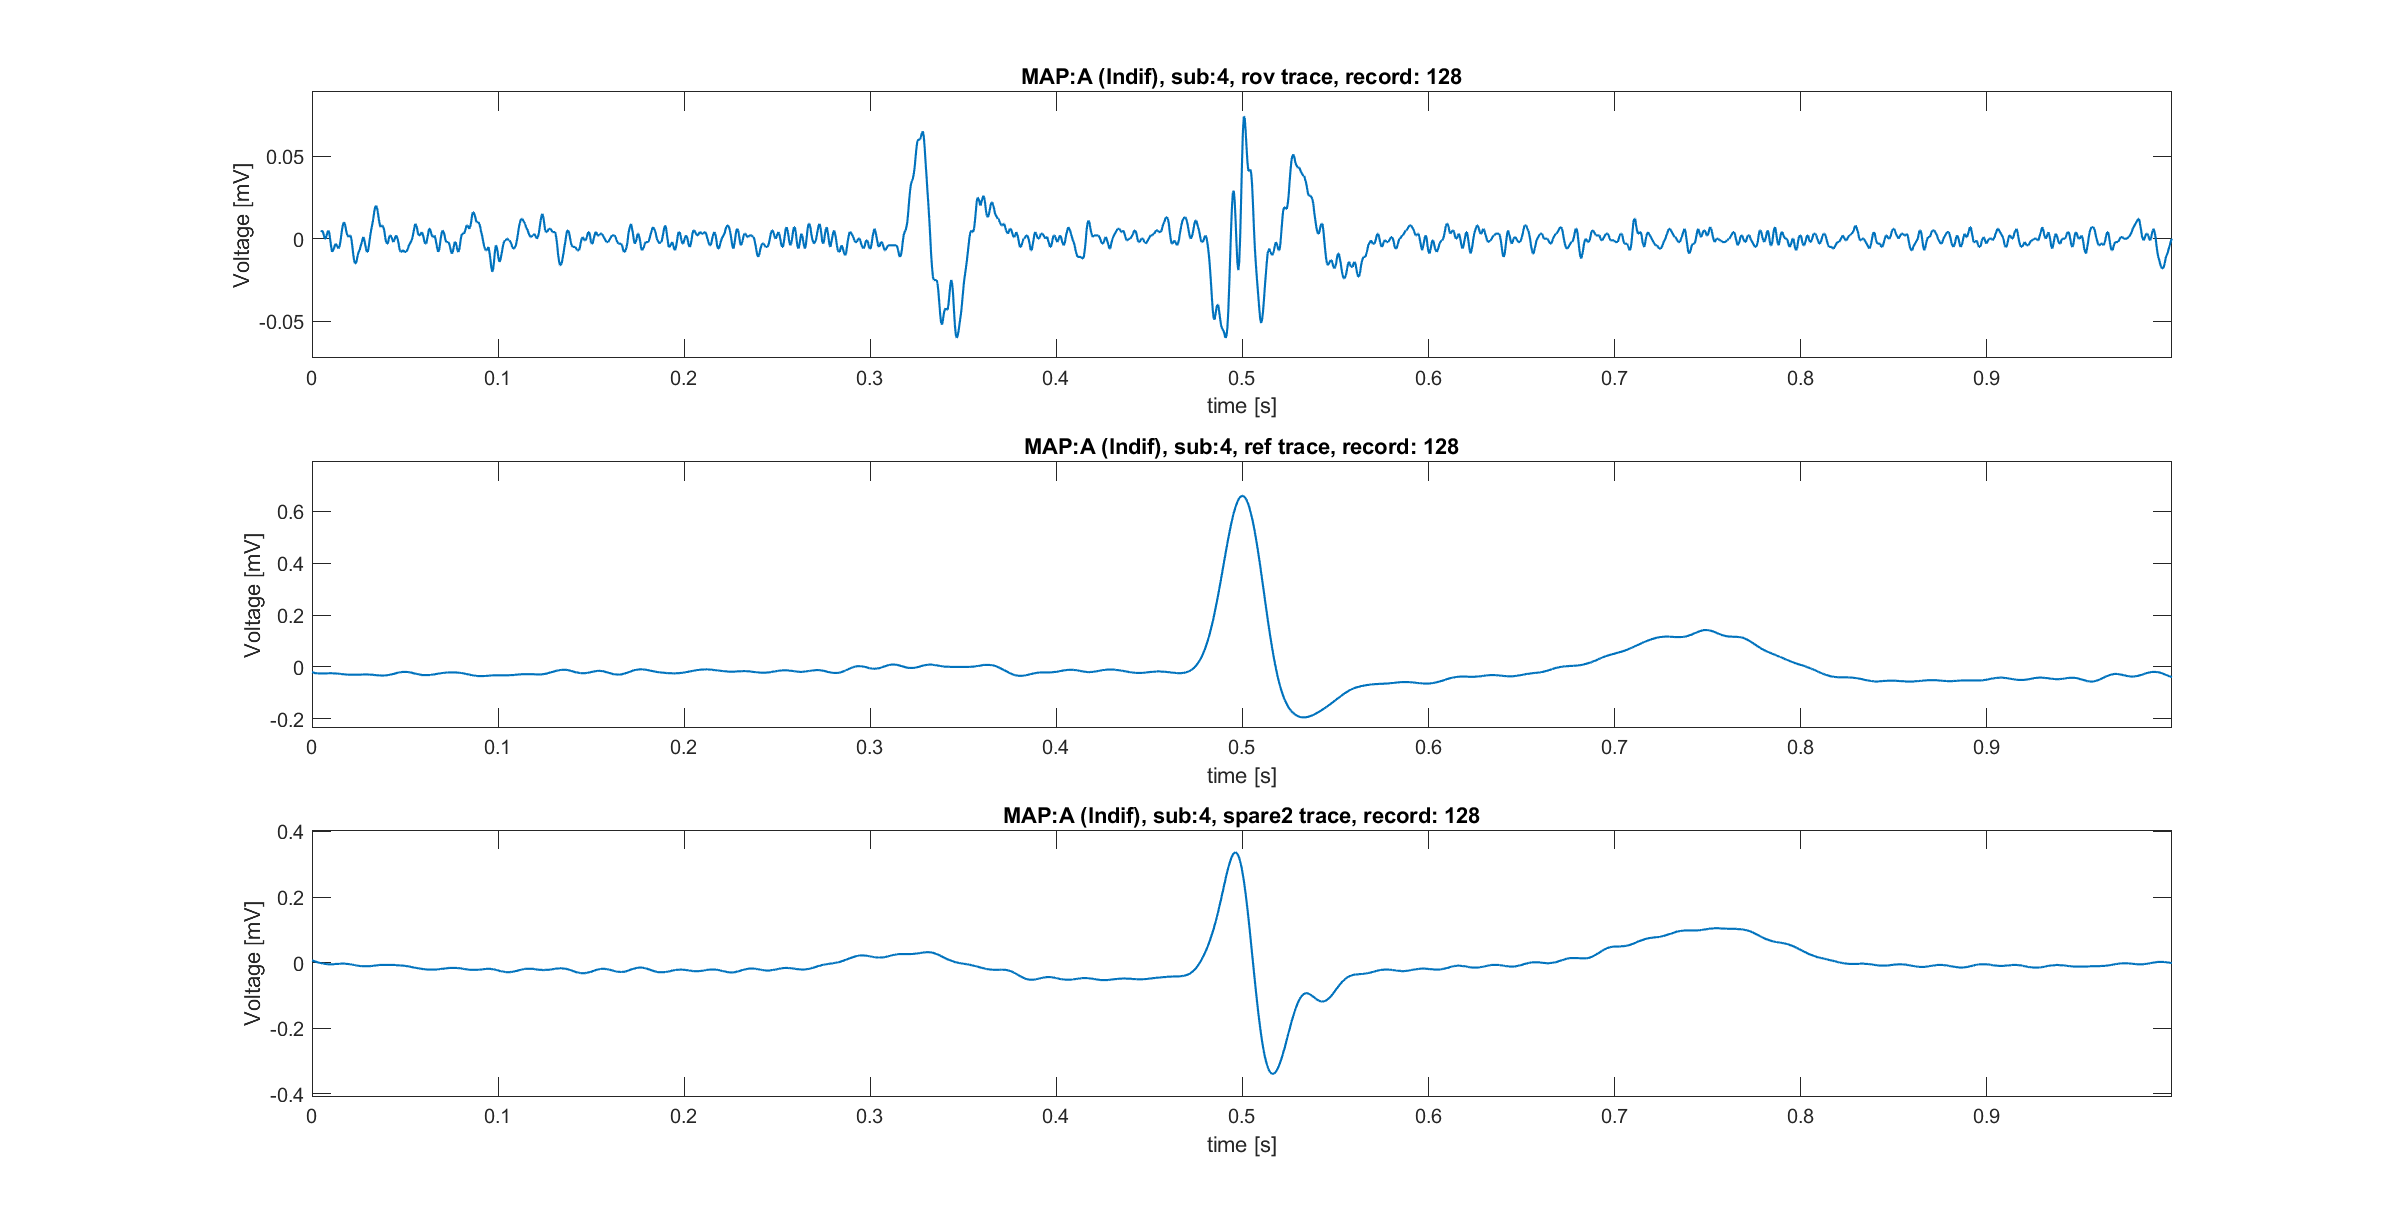 MAP:A (Indif), sub:4, rov trace, record: 128
Voltage [mV]
0.05
0
-0.05
0 0.1 0.2 0.3 0.4 0.5 0.6 0.7 0.8 0.9
time [s]
MAP:A (Indif), sub:4, ref trace, record: 128
Voltage [mV]
0.6
0.4
0.2
0
-0.2
0 0.1 0.2 0.3 0.4 0.5 0.6 0.7 0.8 0.9
time [s]
MAP:A (Indif), sub:4, spare2 trace, record: 128
Voltage [mV]
0.4
0.2
0
-0.2
-0.4
0 0.1 0.2 0.3 0.4 0.5 0.6 0.7 0.8 0.9
time [s]